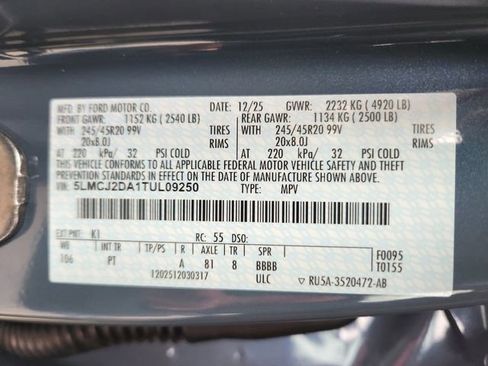 MFD. BY FORD MOTOR CO. 12/25 GVWR: 2232 KG ( 4920 LB)
FRONT GAWR: 1152 KG ( 2540 LB) REAR GAWR: 1134 KG ( 2500 LB)
WITH 245/45R20 99V TIRES WITH 245/45R20 99V TIRES
20x8.0J RIMS 20x8.0J RIMS
AT 220 kPa/ 32 PSI COLD AT 220 kPa/ 32 PSI COLD
THIS VEHICLE CONFORMS TO ALL APPLICABLE FEDERAL MOTOR VEHICLE SAFETY AND THEFT
PREVENTION STANDARDS IN EFFECT ON THE DATE OF MANUFACTURE SHOWN ABOVE.
VIN: 5LMCJ2DA1TUL09250 TYPE: MPV
EXT PNT: K1 RC: 55 DSO: F0095
WB INT TR TP/PS R AXLE TR SPR T0155
106 PT A 81 8 BBBB
1202512030317 ULC ▽ RU5A-3520472-AB